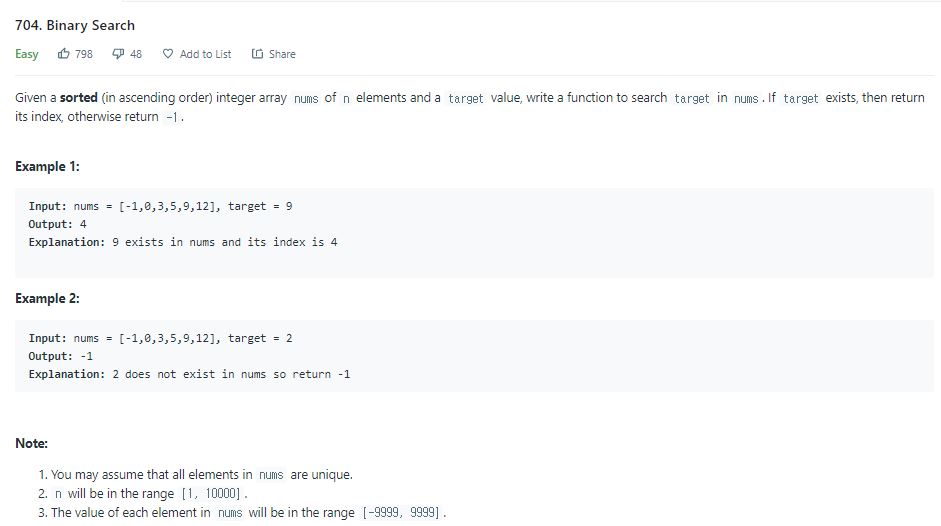 704. Binary Search
Easy 798 48 Add to List Share
Given a sorted (in ascending order) integer array nums of n elements and a target value, write a function to search target in nums. If target exists, then return
its index, otherwise return -1.
Example 1:
Input: nums = [-1,0,3,5,9,12], target = 9
Output: 4
Explanation: 9 exists in nums and its index is 4
Example 2:
Input: nums = [-1,0,3,5,9,12], target = 2
Output: -1
Explanation: 2 does not exist in nums so return -1
Note:
1. You may assume that all elements in nums are unique.
2. n will be in the range [1, 10000].
3. The value of each element in nums will be in the range [-9999, 9999].